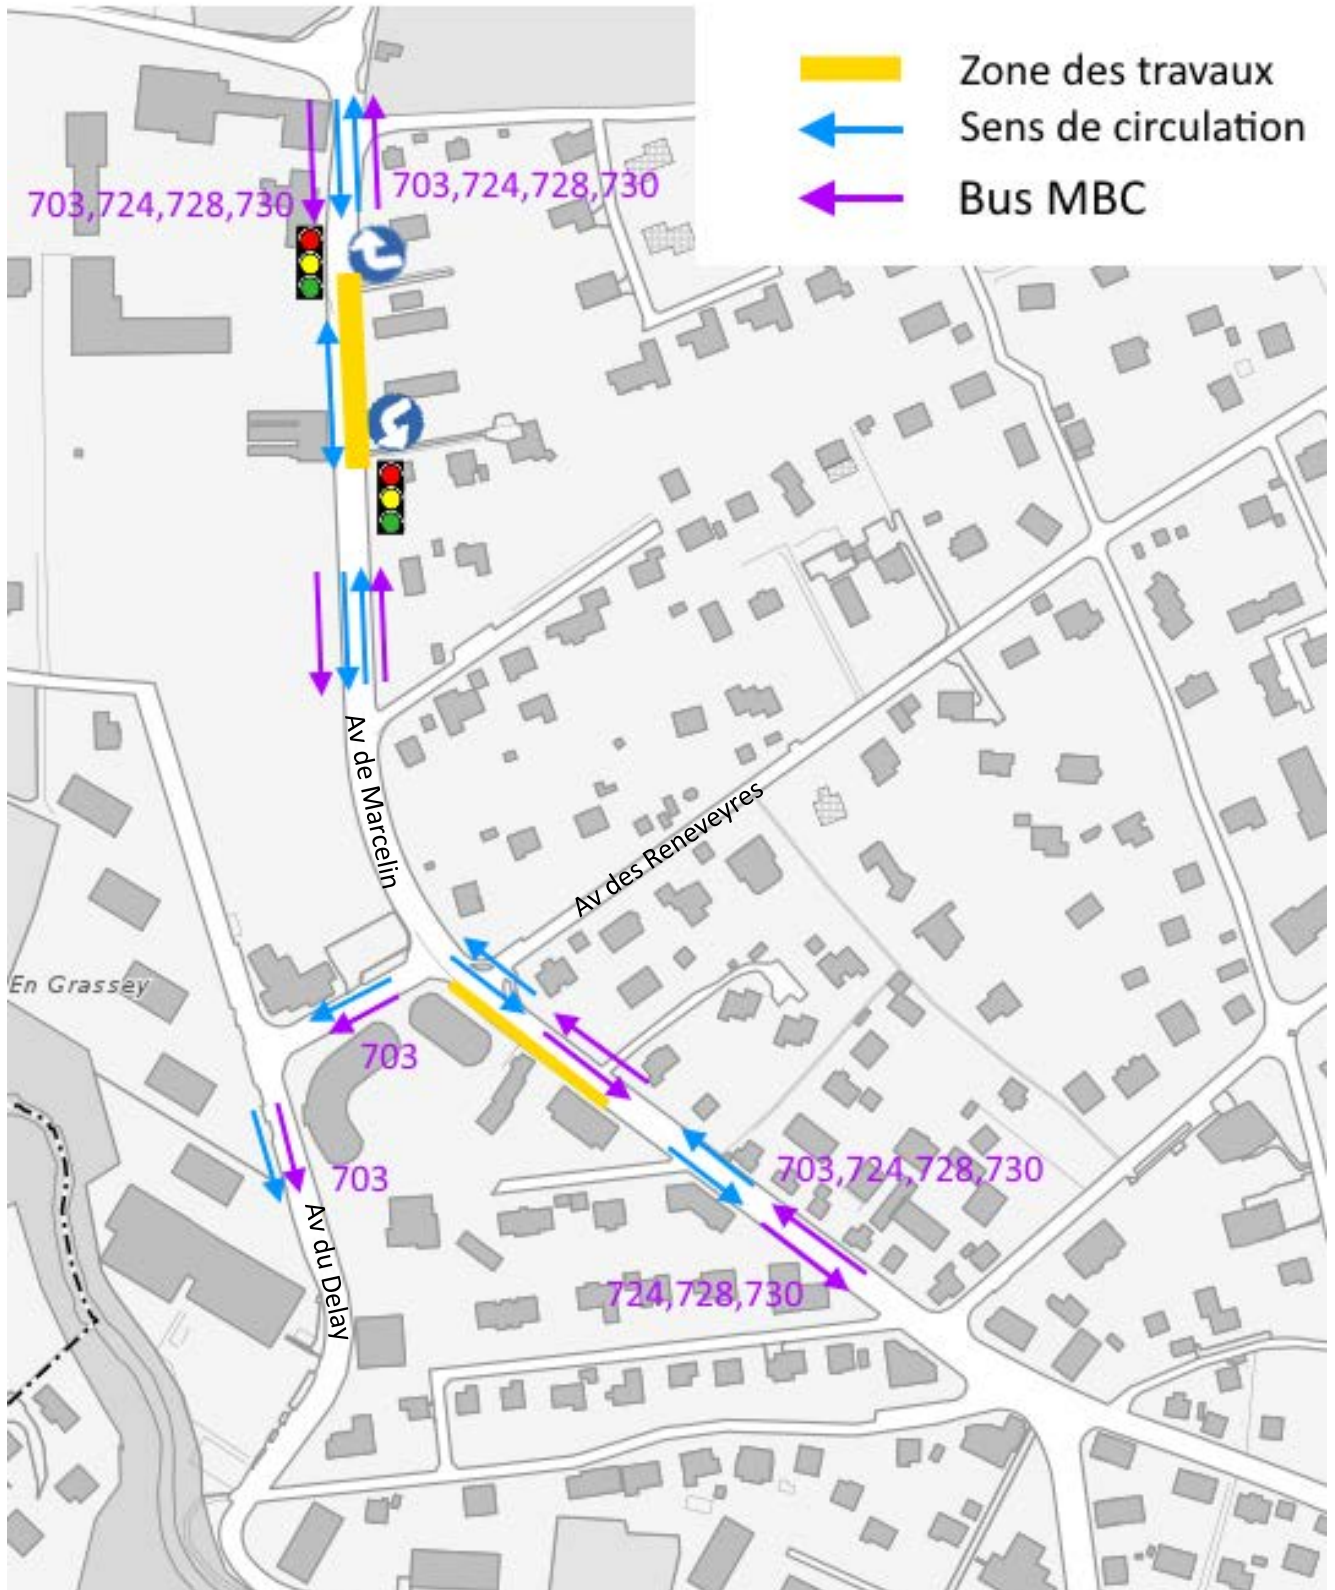 Zone des travaux
Sens de circulation
Bus MBC
703,724,728,730
703,724,728,730
Av de Marcelin
Av des Reneveyres
En Grassey
703
703
703,724,728,730
Av du Delay
724,728,730